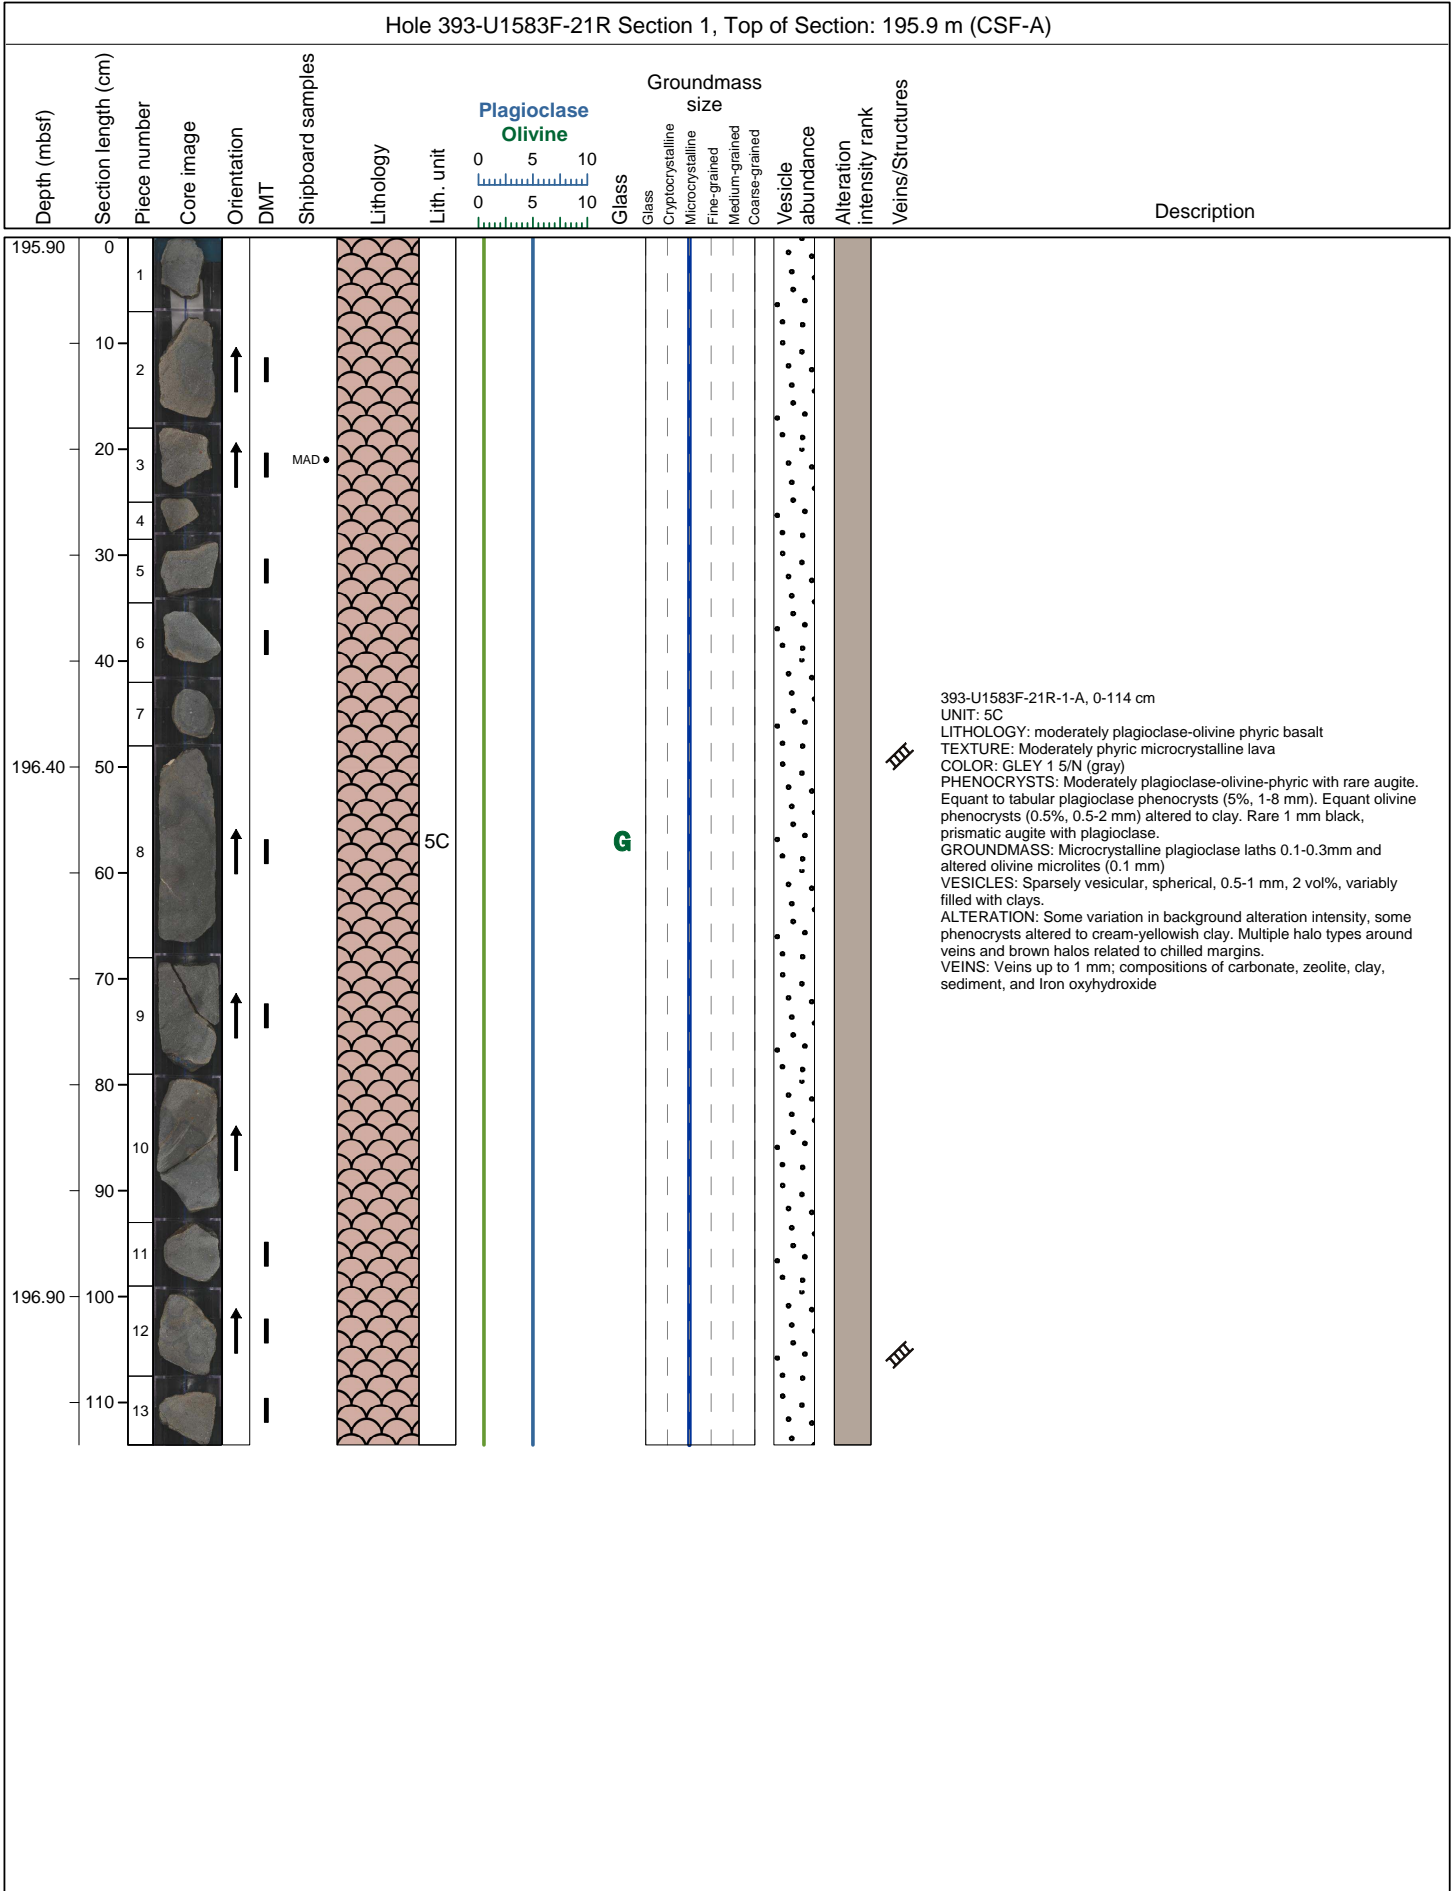 Hole 393-U1583F-21R Section 1, Top of Section: 195.9 m (CSF-A)
Depth (mbsf)
Section length (cm)
Piece number
Core image
Orientation
DMT
Shipboard samples
Lithology
Lith. unit
Plagioclase
Olivine
0 5 10
0 5 10
Glass
Groundmass
size
Glass
Cryptocrystalline
Microcrystalline
Fine-grained
Medium-grained
Coarse-grained
Vesicle
abundance
Alteration
intensity rank
Veins/Structures
Description
195.90
196.40
196.90
0
10
20
30
40
50
60
70
80
90
100
110
1
2
3
4
5
6
7
8
9
10
11
12
13
MAD
5C
G
393-U1583F-21R-1-A, 0-114 cm
UNIT: 5C
LITHOLOGY: moderately plagioclase-olivine phyric basalt
TEXTURE: Moderately phyric microcrystalline lava
COLOR: GLEY 1 5/N (gray)
PHENOCRYSTS: Moderately plagioclase-olivine-phyric with rare augite.
Equant to tabular plagioclase phenocrysts (5%, 1-8 mm). Equant olivine
phenocrysts (0.5%, 0.5-2 mm) altered to clay. Rare 1 mm black,
prismatic augite with plagioclase.
GROUNDMASS: Microcrystalline plagioclase laths 0.1-0.3mm and
altered olivine microlites (0.1 mm)
VESICLES: Sparsely vesicular, spherical, 0.5-1 mm, 2 vol%, variably
filled with clays.
ALTERATION: Some variation in background alteration intensity, some
phenocrysts altered to cream-yellowish clay. Multiple halo types around
veins and brown halos related to chilled margins.
VEINS: Veins up to 1 mm; compositions of carbonate, zeolite, clay,
sediment, and Iron oxyhydroxide